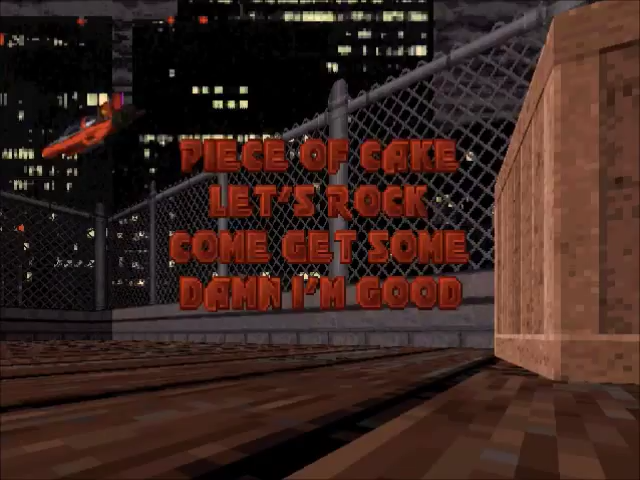 PIECE OF CAKE
LET'S ROCK
COME GET SOME
DAMN I'M GOOD